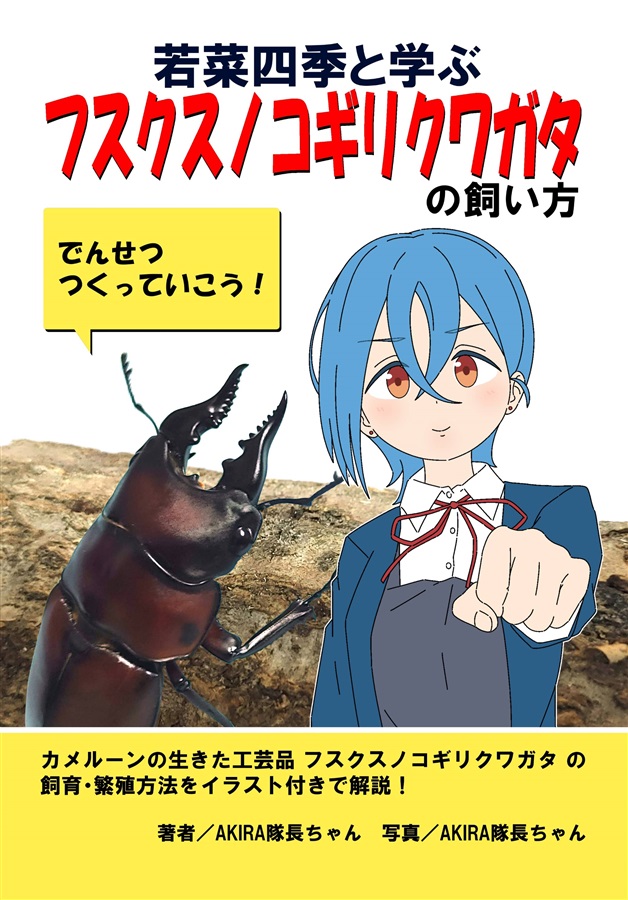 若菜四季と学ぶ
フスクスノコギリクワガタ
の飼い方
でんせつ
つくっていこう！
カメルーンの生きた工芸品 フスクスノコギリクワガタ の
飼育・繁殖方法をイラスト付きで解説！
著者／AKIRA隊長ちゃん　写真／AKIRA隊長ちゃん